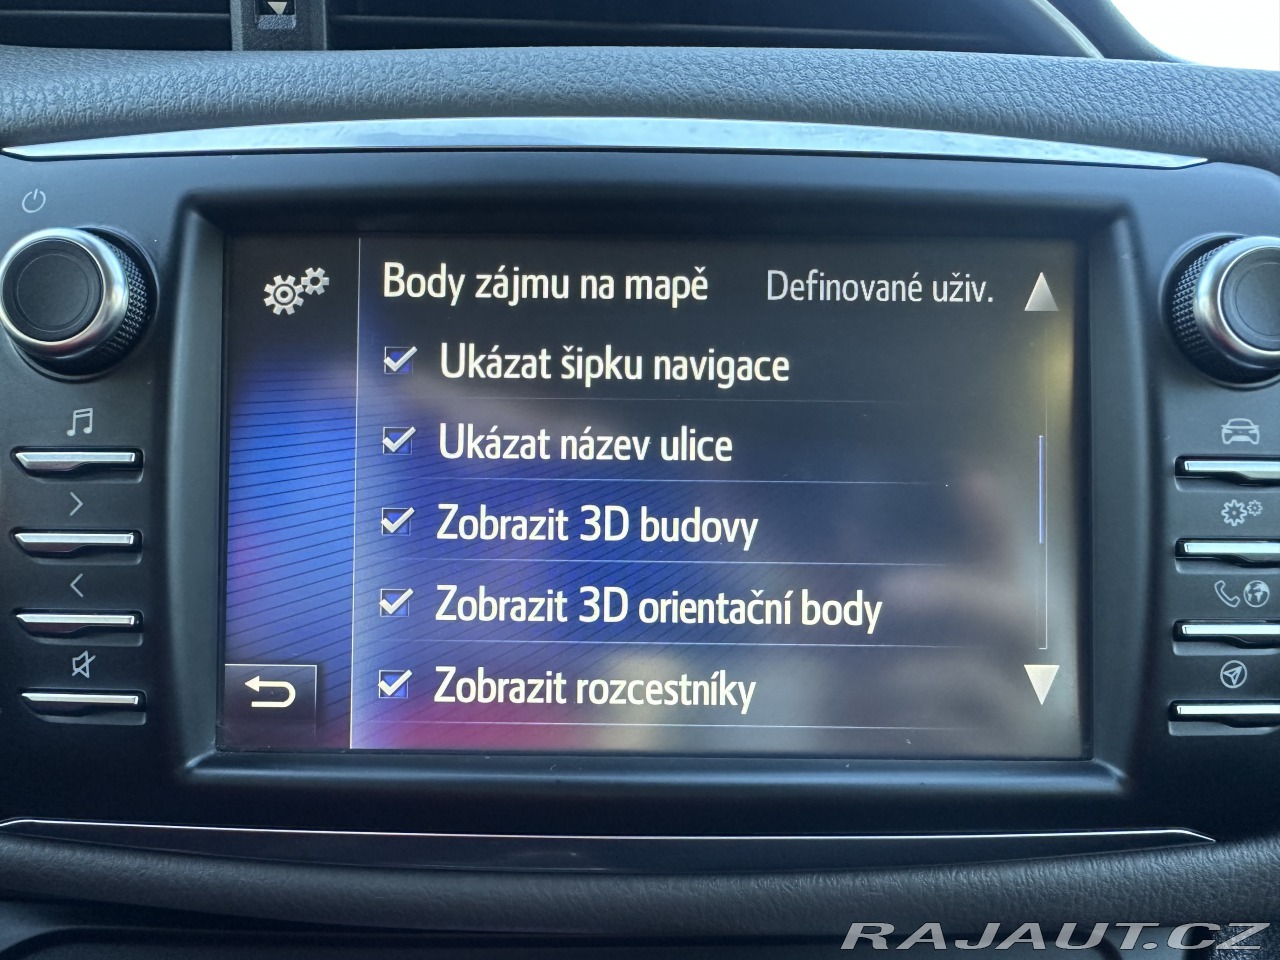 Body zájmu na mapě Definované uživ.
Ukázat šipku navigace
Ukázat název ulice
Zobrazit 3D budovy
Zobrazit 3D orientační body
Zobrazit rozcestníky
RAJAUT.CZ